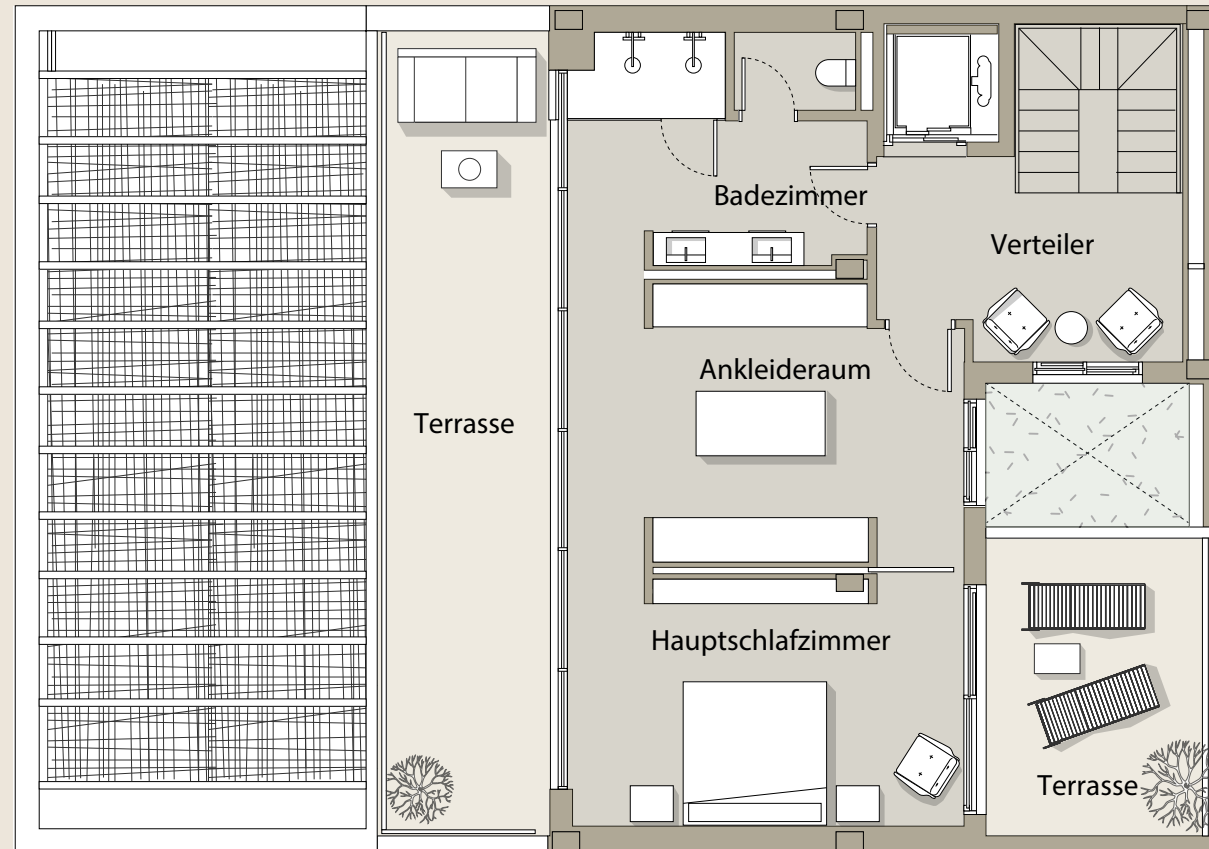 Badezimmer
Verteiler
Ankleideraum
Terrasse
Hauptschlafzimmer
Terrasse